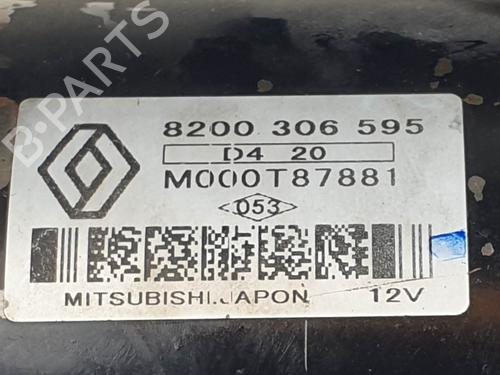 8200 306 595
D4 20
M000T87881
053
MITSUBISHI.JAPON
12V
B-PARTS